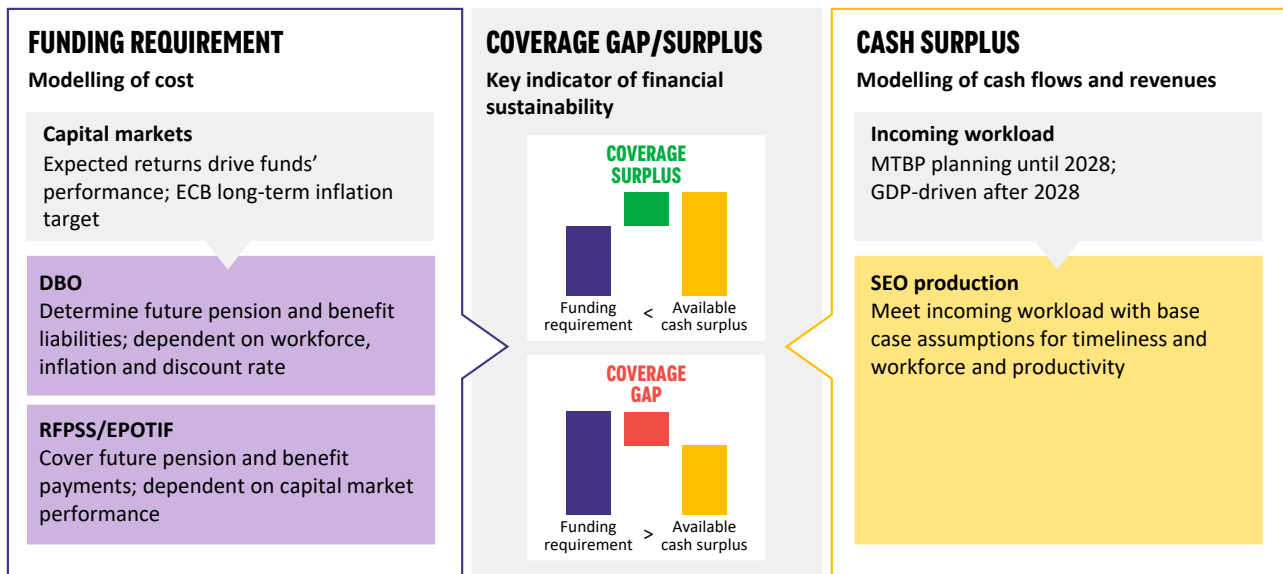 FUNDING REQUIREMENT
Modelling of cost
Capital markets
Expected returns drive funds’
performance; ECB long-term inflation
target
DBO
Determine future pension and benefit
liabilities; dependent on workforce,
inflation and discount rate
RFPSS/EPOTIF
Cover future pension and benefit
payments; dependent on capital market
performance
COVERAGE GAP/SURPLUS
Key indicator of financial
sustainability
COVERAGE
SURPLUS
Funding
requirement
<
Available
cash surplus
COVERAGE
GAP
Funding
requirement
>
Available
cash surplus
CASH SURPLUS
Modelling of cash flows and revenues
Incoming workload
MTBP planning until 2028;
GDP-driven after 2028
SEO production
Meet incoming workload with base
case assumptions for timeliness and
workforce and productivity